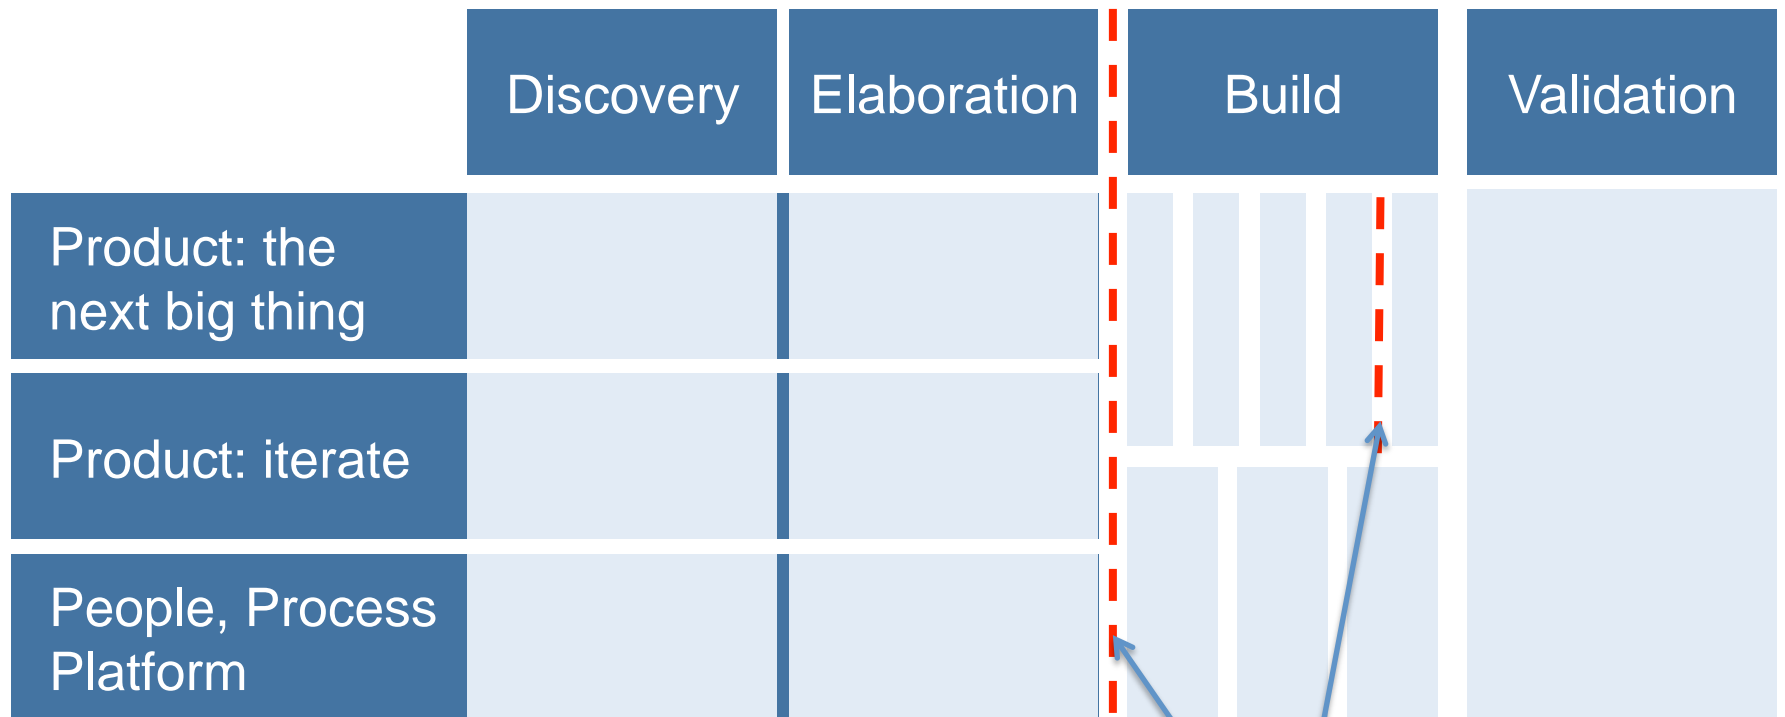 Discovery
Elaboration
Build
Validation
Product: the
next big thing
Product: iterate
People, Process
Platform